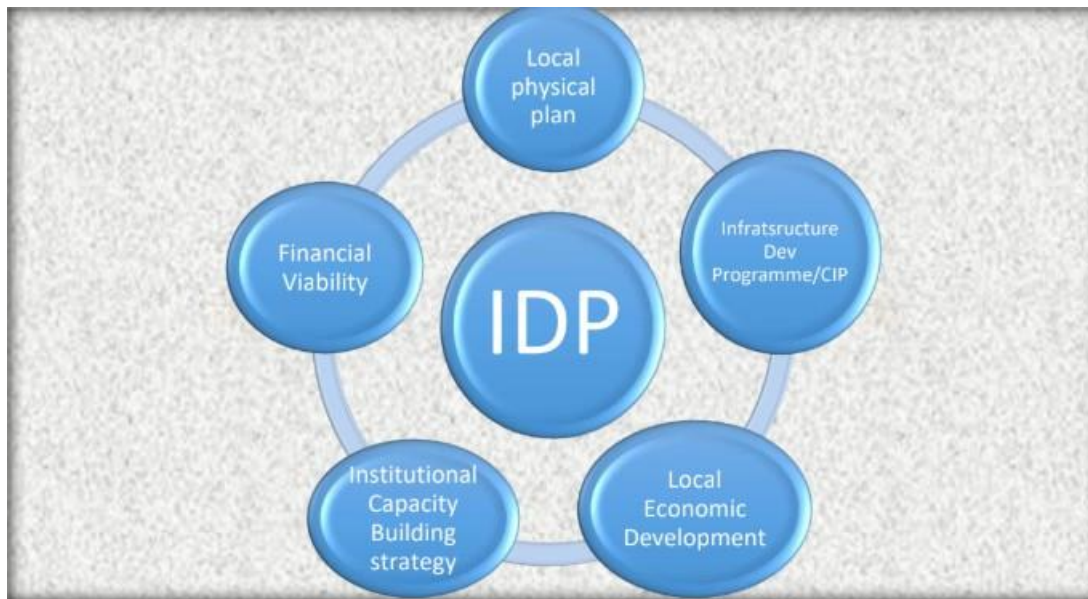 Local
physical
plan
Infratsructure
Dev
Programme/CIP
Financial
Viability
IDP
Institutional
Capacity
Building
strategy
Local
Economic
Development